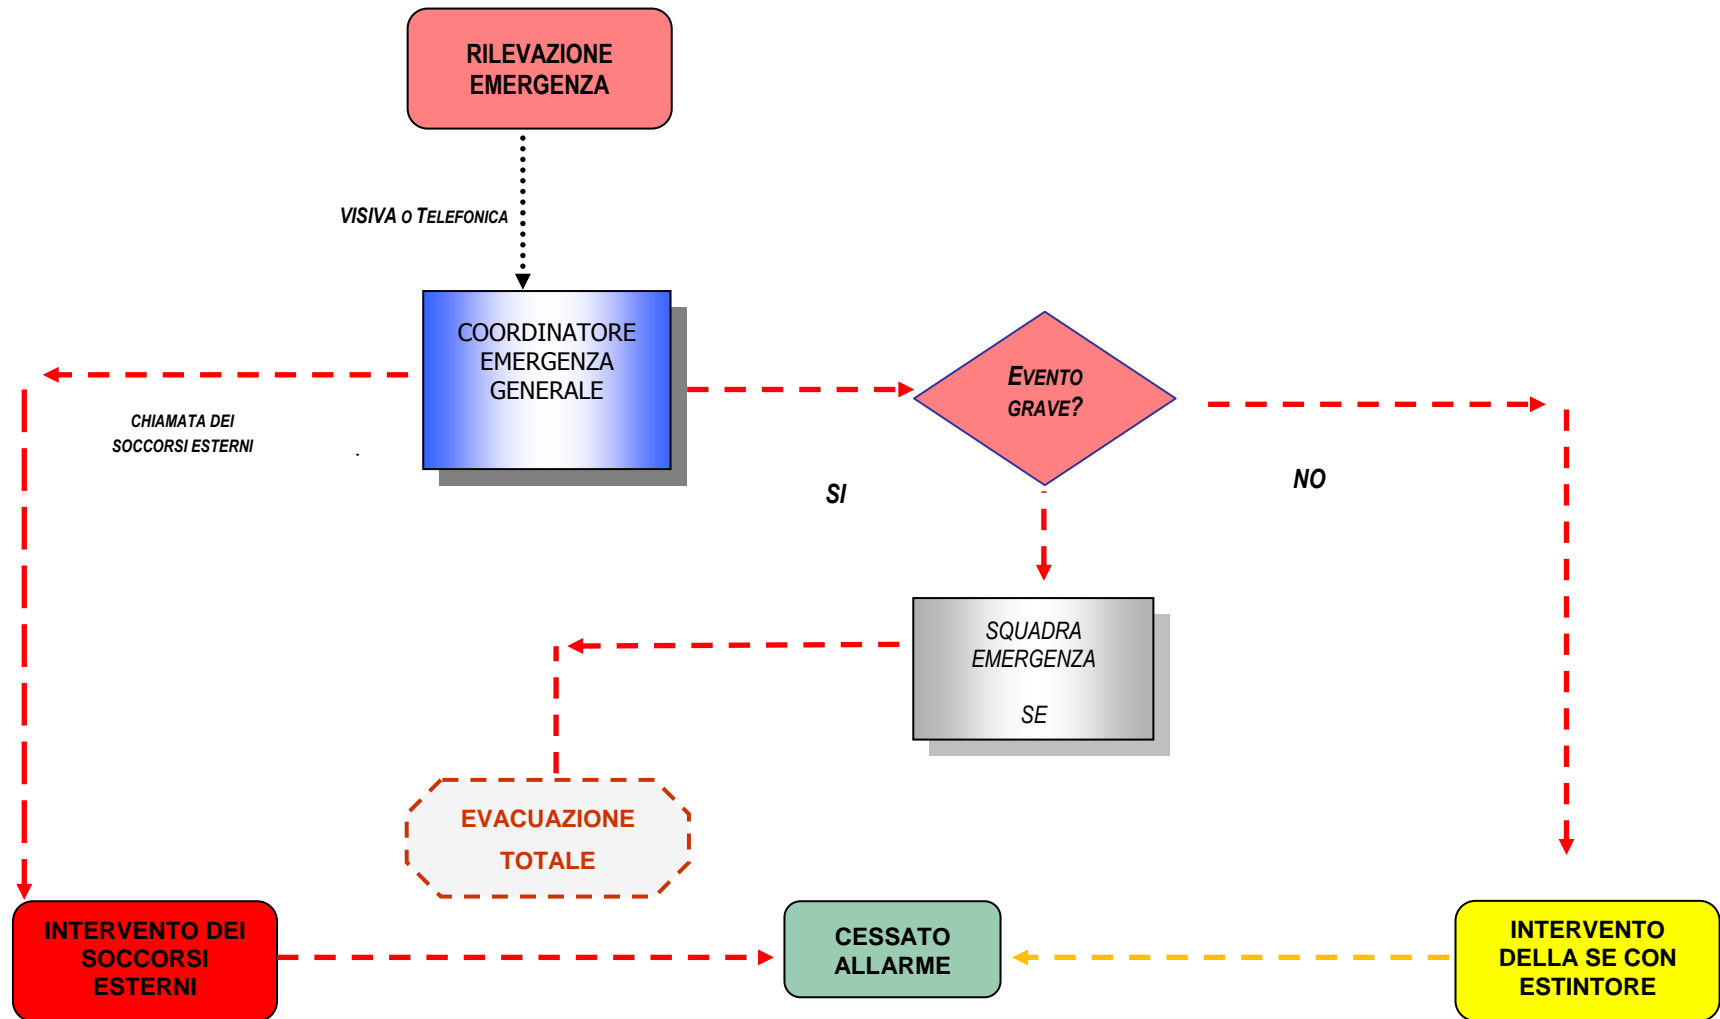 RILEVAZIONE
EMERGENZA
VISIVA O TELEFONICA
COORDINATORE
EMERGENZA
GENERALE
EVENTO
GRAVE?
CHIAMATA DEI
SOCCORSI ESTERNI
.
SI
NO
SQUADRA
EMERGENZA
SE
EVACUAZIONE
TOTALE
INTERVENTO DEI
SOCCORSI
ESTERNI
CESSATO
ALLARME
INTERVENTO
DELLA SE CON
ESTINTORE